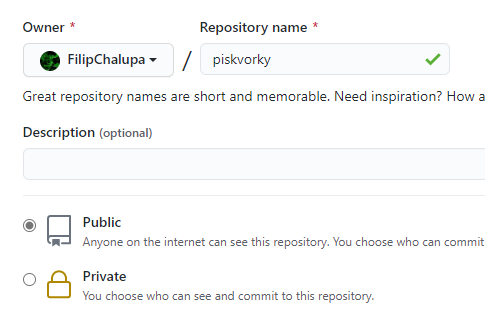 Owner * Repository name *
FilipChalupa / piskvorky
Great repository names are short and memorable. Need inspiration? How a
Description (optional)
Public
Anyone on the internet can see this repository. You choose who can commit
Private
You choose who can see and commit to this repository.